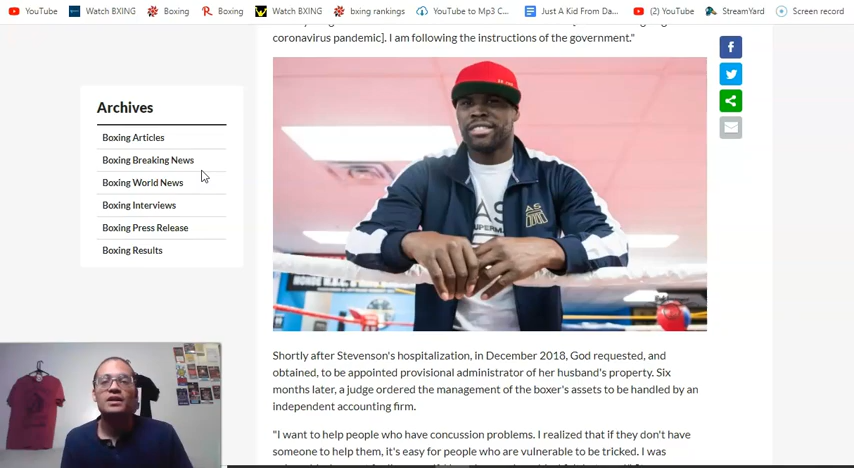 YouTube
Watch BXING
Boxing
Boxing
Watch BXING
bxing rankings
YouTube to Mp3 C...
Just A Kid From Da...
(2) YouTube
StreamYard
Screen record
coronavirus pandemic]. I am following the instructions of the government."
Archives
Boxing Articles
Boxing Breaking News
Boxing World News
Boxing Interviews
Boxing Press Release
Boxing Results
AS
AS
SUPERMA
Shortly after Stevenson's hospitalization, in December 2018, God requested, and
obtained, to be appointed provisional administrator of her husband's property. Six
months later, a judge ordered the management of the boxer's assets to be handled by an
independent accounting firm.
"I want to help people who have concussion problems. I realized that if they don't have
someone to help them, it's easy for people who are vulnerable to be tricked. I was